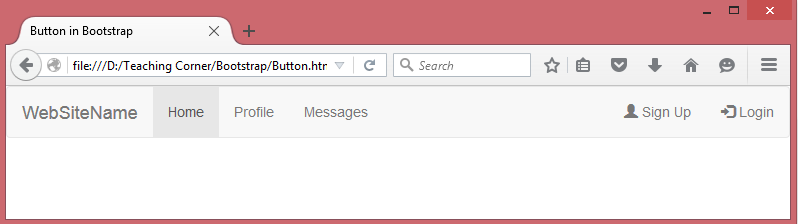 Button in Bootstrap
file:///D:/Teaching Corner/Bootstrap/Button.htr
Search
WebSiteName Home Profile Messages Sign Up Login